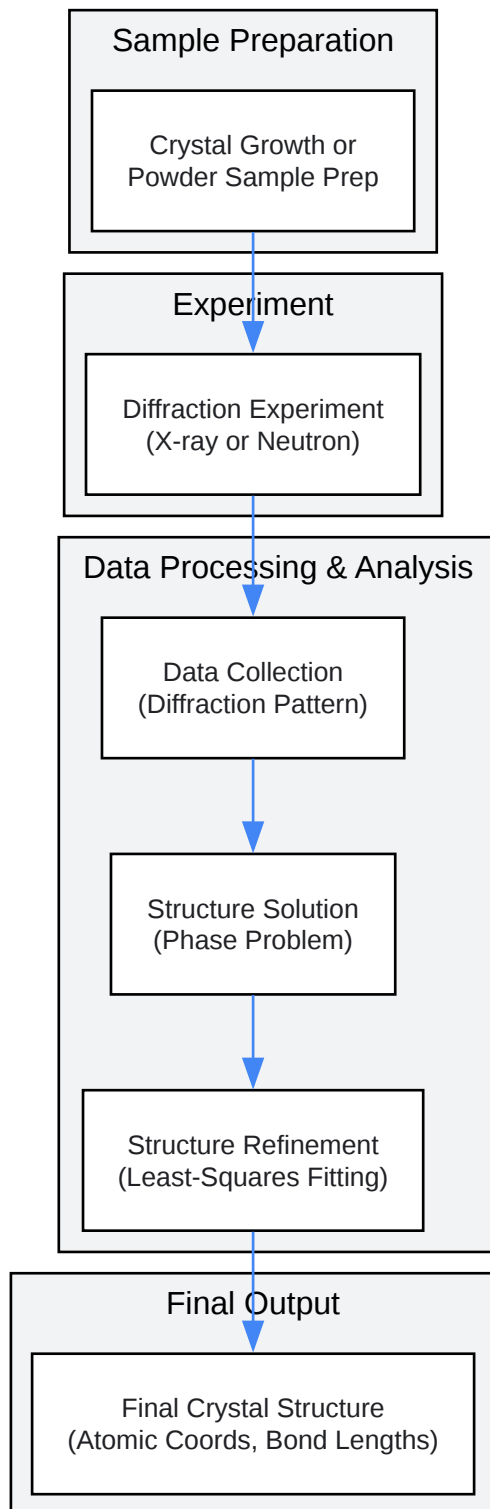 Sample Preparation
Crystal Growth or
Powder Sample Prep
Experiment
Diffraction Experiment
(X-ray or Neutron)
Data Processing & Analysis
Data Collection
(Diffraction Pattern)
Structure Solution
(Phase Problem)
Structure Refinement
(Least-Squares Fitting)
Final Output
Final Crystal Structure
(Atomic Coords, Bond Lengths)